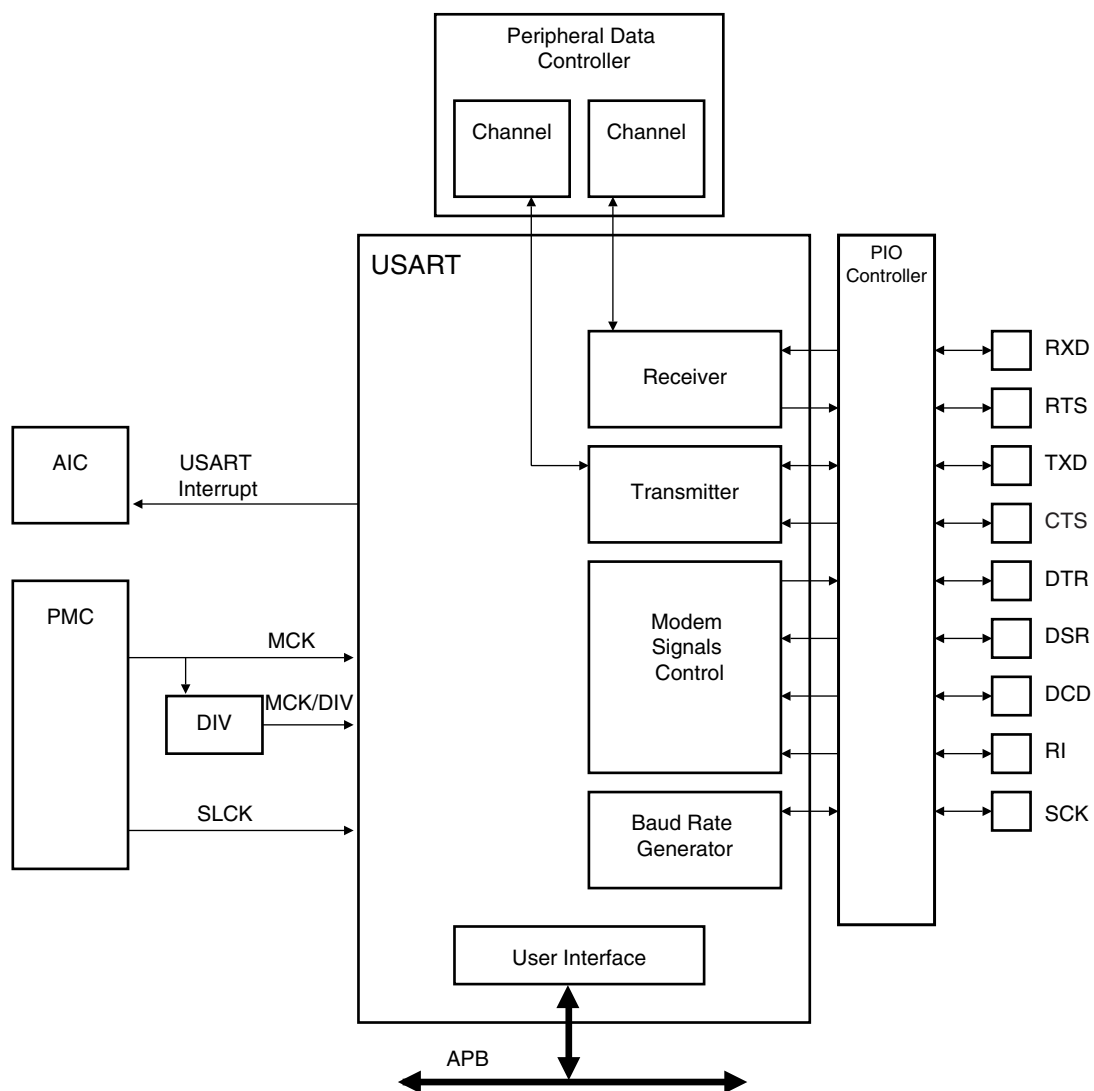 Peripheral Data
Controller
Channel
Channel
USART
PIO
Controller
Receiver
RXD
RTS
AIC
USART
Interrupt
Transmitter
TXD
CTS
PMC
MCK
DIV
MCK/DIV
SLCK
Modem
Signals
Control
DTR
DSR
DCD
RI
Baud Rate
Generator
SCK
User Interface
APB